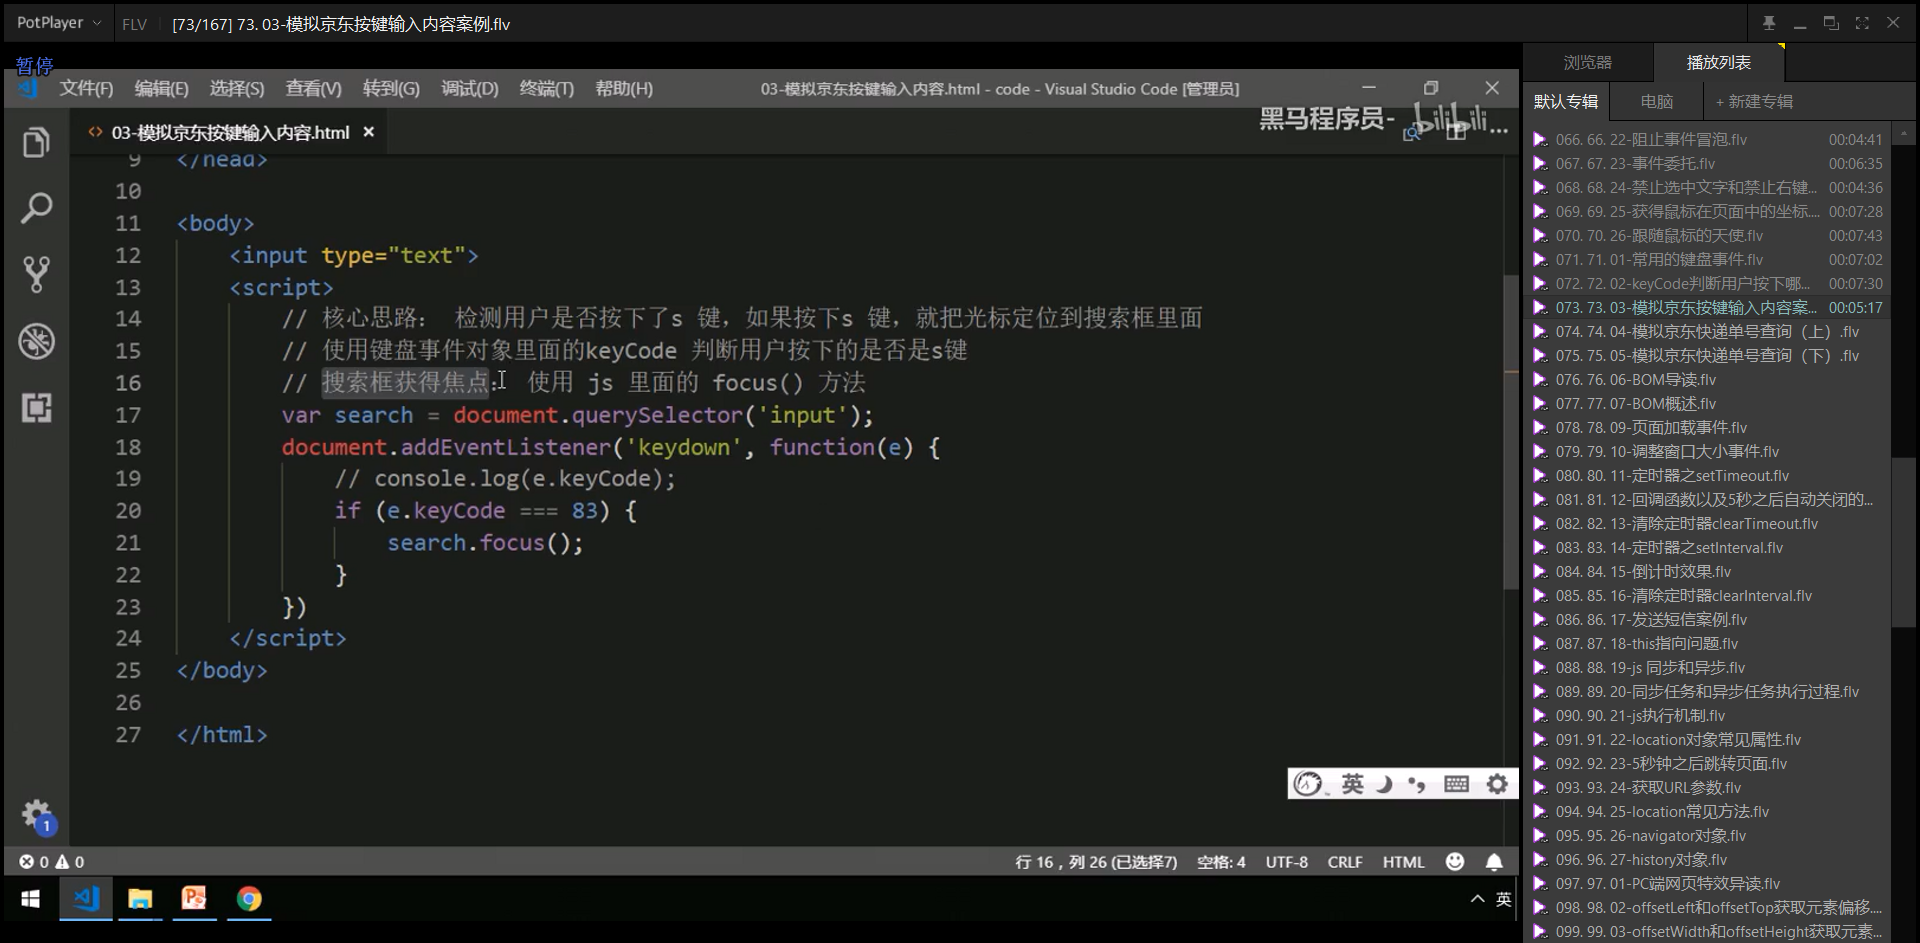 PotPlayer FLV [73/167] 73. 03-模拟京东按键输入内容案例.flv
暂停
文件(F) 编辑(E) 选择(S) 查看(V) 转到(G) 调试(D) 终端(T) 帮助(H) 03-模拟京东按键输入内容.html - code - Visual Studio Code [管理员]
03-模拟京东按键输入内容.html ×
黑马程序员- bilibili
9 </head>
10
11 <body>
12 <input type="text">
13 <script>
14 // 核心思路： 检测用户是否按下了s 键，如果按下s 键，就把光标定位到搜索框里面
15 // 使用键盘事件对象里面的keyCode 判断用户按下的是否是s键
16 // 搜索框获得焦点： 使用 js 里面的 focus() 方法
17 var search = document.querySelector('input');
18 document.addEventListener('keydown', function(e) {
19 // console.log(e.keyCode);
20 if (e.keyCode === 83) {
21 search.focus();
22 }
23 })
24 </script>
25 </body>
26
27 </html>
英
1
0 0 行 16，列 26 (已选择7) 空格: 4 UTF-8 CRLF HTML
英
浏览器 播放列表
默认专辑 电脑 + 新建专辑
066. 66. 22-阻止事件冒泡.flv 00:04:41
067. 67. 23-事件委托.flv 00:06:35
068. 68. 24-禁止选中文字和禁止右键... 00:04:36
069. 69. 25-获得鼠标在页面中的坐标.... 00:07:28
070. 70. 26-跟随鼠标的天使.flv 00:07:43
071. 71. 01-常用的键盘事件.flv 00:07:02
072. 72. 02-keyCode判断用户按下哪... 00:07:30
073. 73. 03-模拟京东按键输入内容案... 00:05:17
074. 74. 04-模拟京东快递单号查询（上）.flv
075. 75. 05-模拟京东快递单号查询（下）.flv
076. 76. 06-BOM导读.flv
077. 77. 07-BOM概述.flv
078. 78. 09-页面加载事件.flv
079. 79. 10-调整窗口大小事件.flv
080. 80. 11-定时器之setTimeout.flv
081. 81. 12-回调函数以及5秒之后自动关闭的...
082. 82. 13-清除定时器clearTimeout.flv
083. 83. 14-定时器之setInterval.flv
084. 84. 15-倒计时效果.flv
085. 85. 16-清除定时器clearInterval.flv
086. 86. 17-发送短信案例.flv
087. 87. 18-this指向问题.flv
088. 88. 19-js 同步和异步.flv
089. 89. 20-同步任务和异步任务执行过程.flv
090. 90. 21-js执行机制.flv
091. 91. 22-location对象常见属性.flv
092. 92. 23-5秒钟之后跳转页面.flv
093. 93. 24-获取URL参数.flv
094. 94. 25-location常见方法.flv
095. 95. 26-navigator对象.flv
096. 96. 27-history对象.flv
097. 97. 01-PC端网页特效导读.flv
098. 98. 02-offsetLeft和offsetTop获取元素偏移....
099. 99. 03-offsetWidth和offsetHeight获取元素...